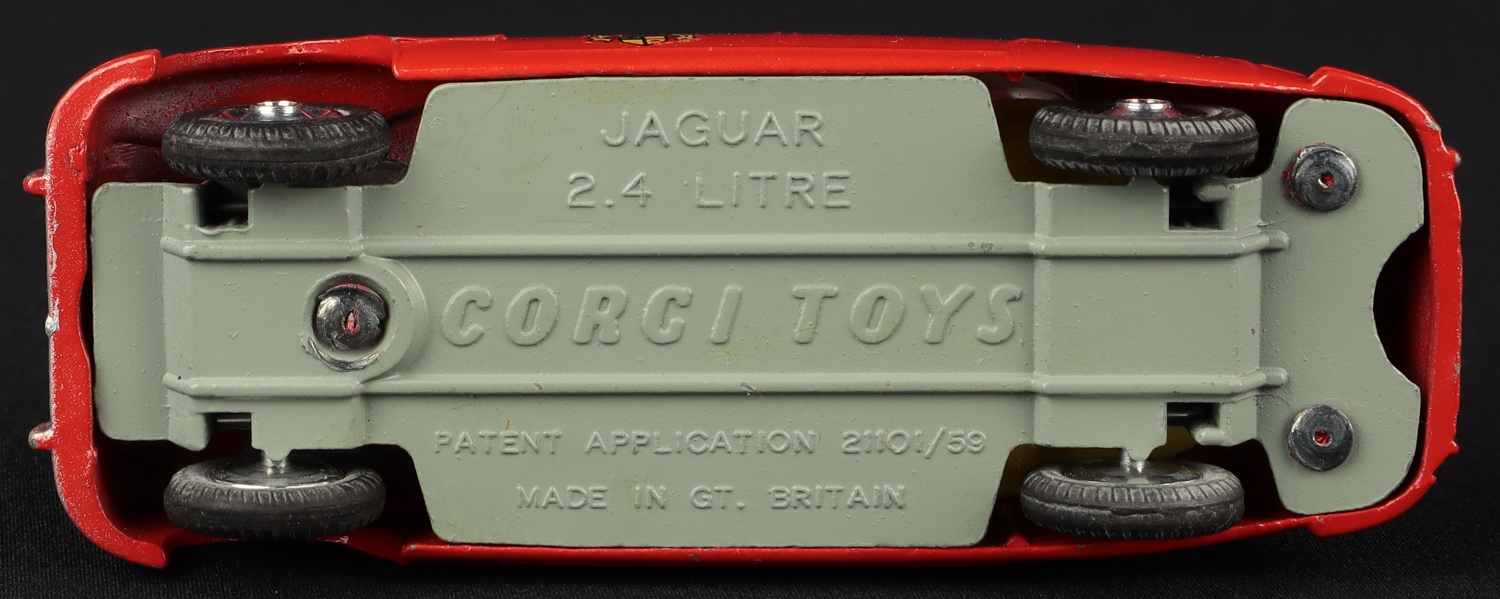 JAGUAR
2.4 LITRE
CORGI TOYS
PATENT APPLICATION 21101/59
MADE IN GT. BRITAIN